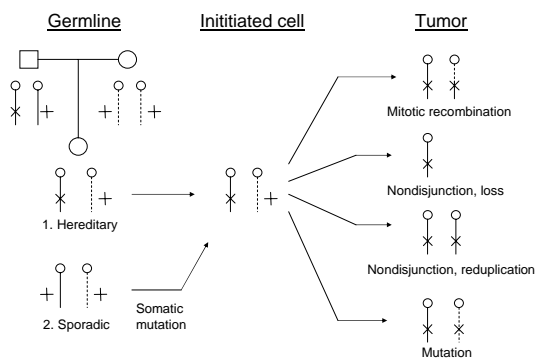 Germline
Inititiated cell
Tumor
+ +
+
Mitotic recombination
Nondisjunction, loss
+
+
1. Hereditary
Nondisjunction, reduplication
+ +
Somatic
mutation
2. Sporadic
Mutation